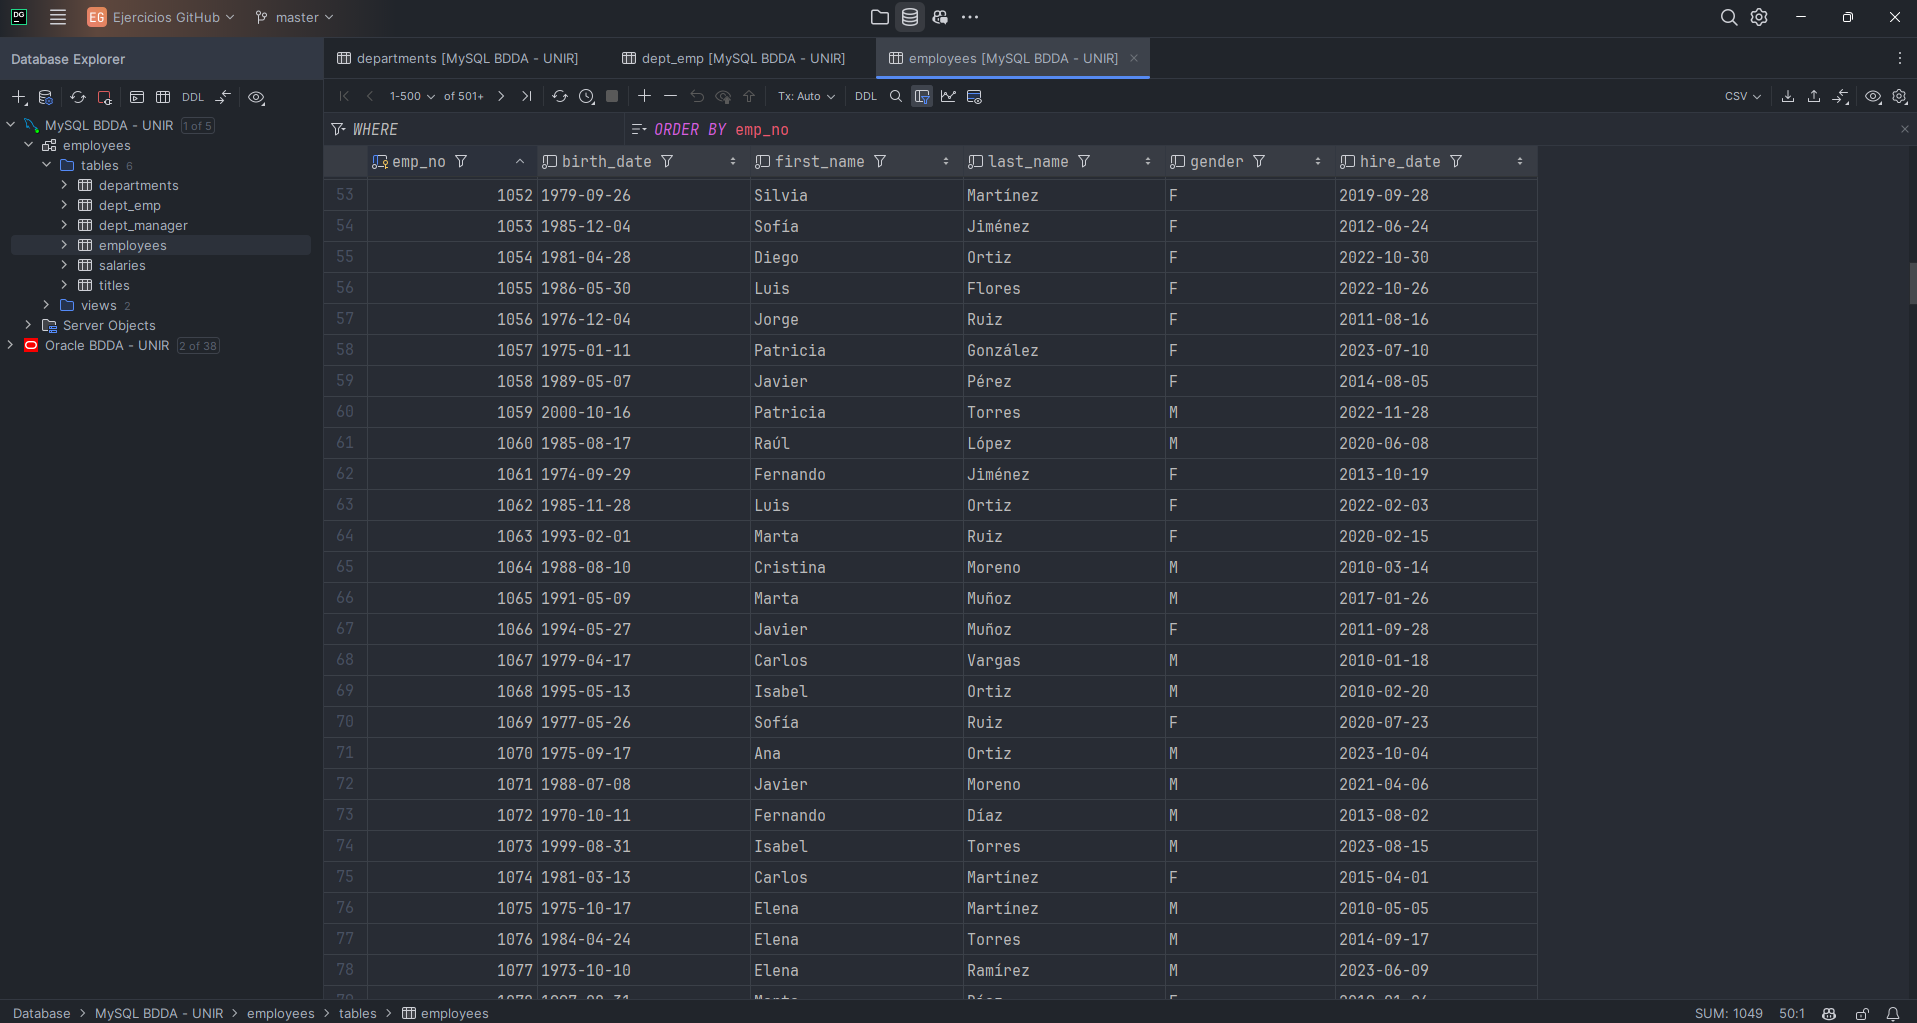 DG EG Ejercicios GitHub master
Database Explorer
departments [MySQL BDDA - UNIR] dept_emp [MySQL BDDA - UNIR] employees [MySQL BDDA - UNIR]
DDL 1-500 of 501+ Tx: Auto DDL CSV
MySQL BDDA - UNIR 1 of 5
employees
tables 6
departments
dept_emp
dept_manager
employees
salaries
titles
views 2
Server Objects
Oracle BDDA - UNIR 2 of 38
WHERE ORDER BY emp_no
emp_no birth_date first_name last_name gender hire_date
53 1052 1979-09-26 Silvia Martínez F 2019-09-28
54 1053 1985-12-04 Sofía Jiménez F 2012-06-24
55 1054 1981-04-28 Diego Ortiz F 2022-10-30
56 1055 1986-05-30 Luis Flores F 2022-10-26
57 1056 1976-12-04 Jorge Ruiz F 2011-08-16
58 1057 1975-01-11 Patricia González F 2023-07-10
59 1058 1989-05-07 Javier Pérez F 2014-08-05
60 1059 2000-10-16 Patricia Torres M 2022-11-28
61 1060 1985-08-17 Raúl López M 2020-06-08
62 1061 1974-09-29 Fernando Jiménez F 2013-10-19
63 1062 1985-11-28 Luis Ortiz F 2022-02-03
64 1063 1993-02-01 Marta Ruiz F 2020-02-15
65 1064 1988-08-10 Cristina Moreno M 2010-03-14
66 1065 1991-05-09 Marta Muñoz M 2017-01-26
67 1066 1994-05-27 Javier Muñoz F 2011-09-28
68 1067 1979-04-17 Carlos Vargas M 2010-01-18
69 1068 1995-05-13 Isabel Ortiz M 2010-02-20
70 1069 1977-05-26 Sofía Ruiz F 2020-07-23
71 1070 1975-09-17 Ana Ortiz M 2023-10-04
72 1071 1988-07-08 Javier Moreno M 2021-04-06
73 1072 1970-10-11 Fernando Díaz M 2013-08-02
74 1073 1999-08-31 Isabel Torres M 2023-08-15
75 1074 1981-03-13 Carlos Martínez F 2015-04-01
76 1075 1975-10-17 Elena Martínez M 2010-05-05
77 1076 1984-04-24 Elena Torres M 2014-09-17
78 1077 1973-10-10 Elena Ramírez M 2023-06-09
Database > MySQL BDDA - UNIR > employees > tables > employees SUM: 1049 50:1